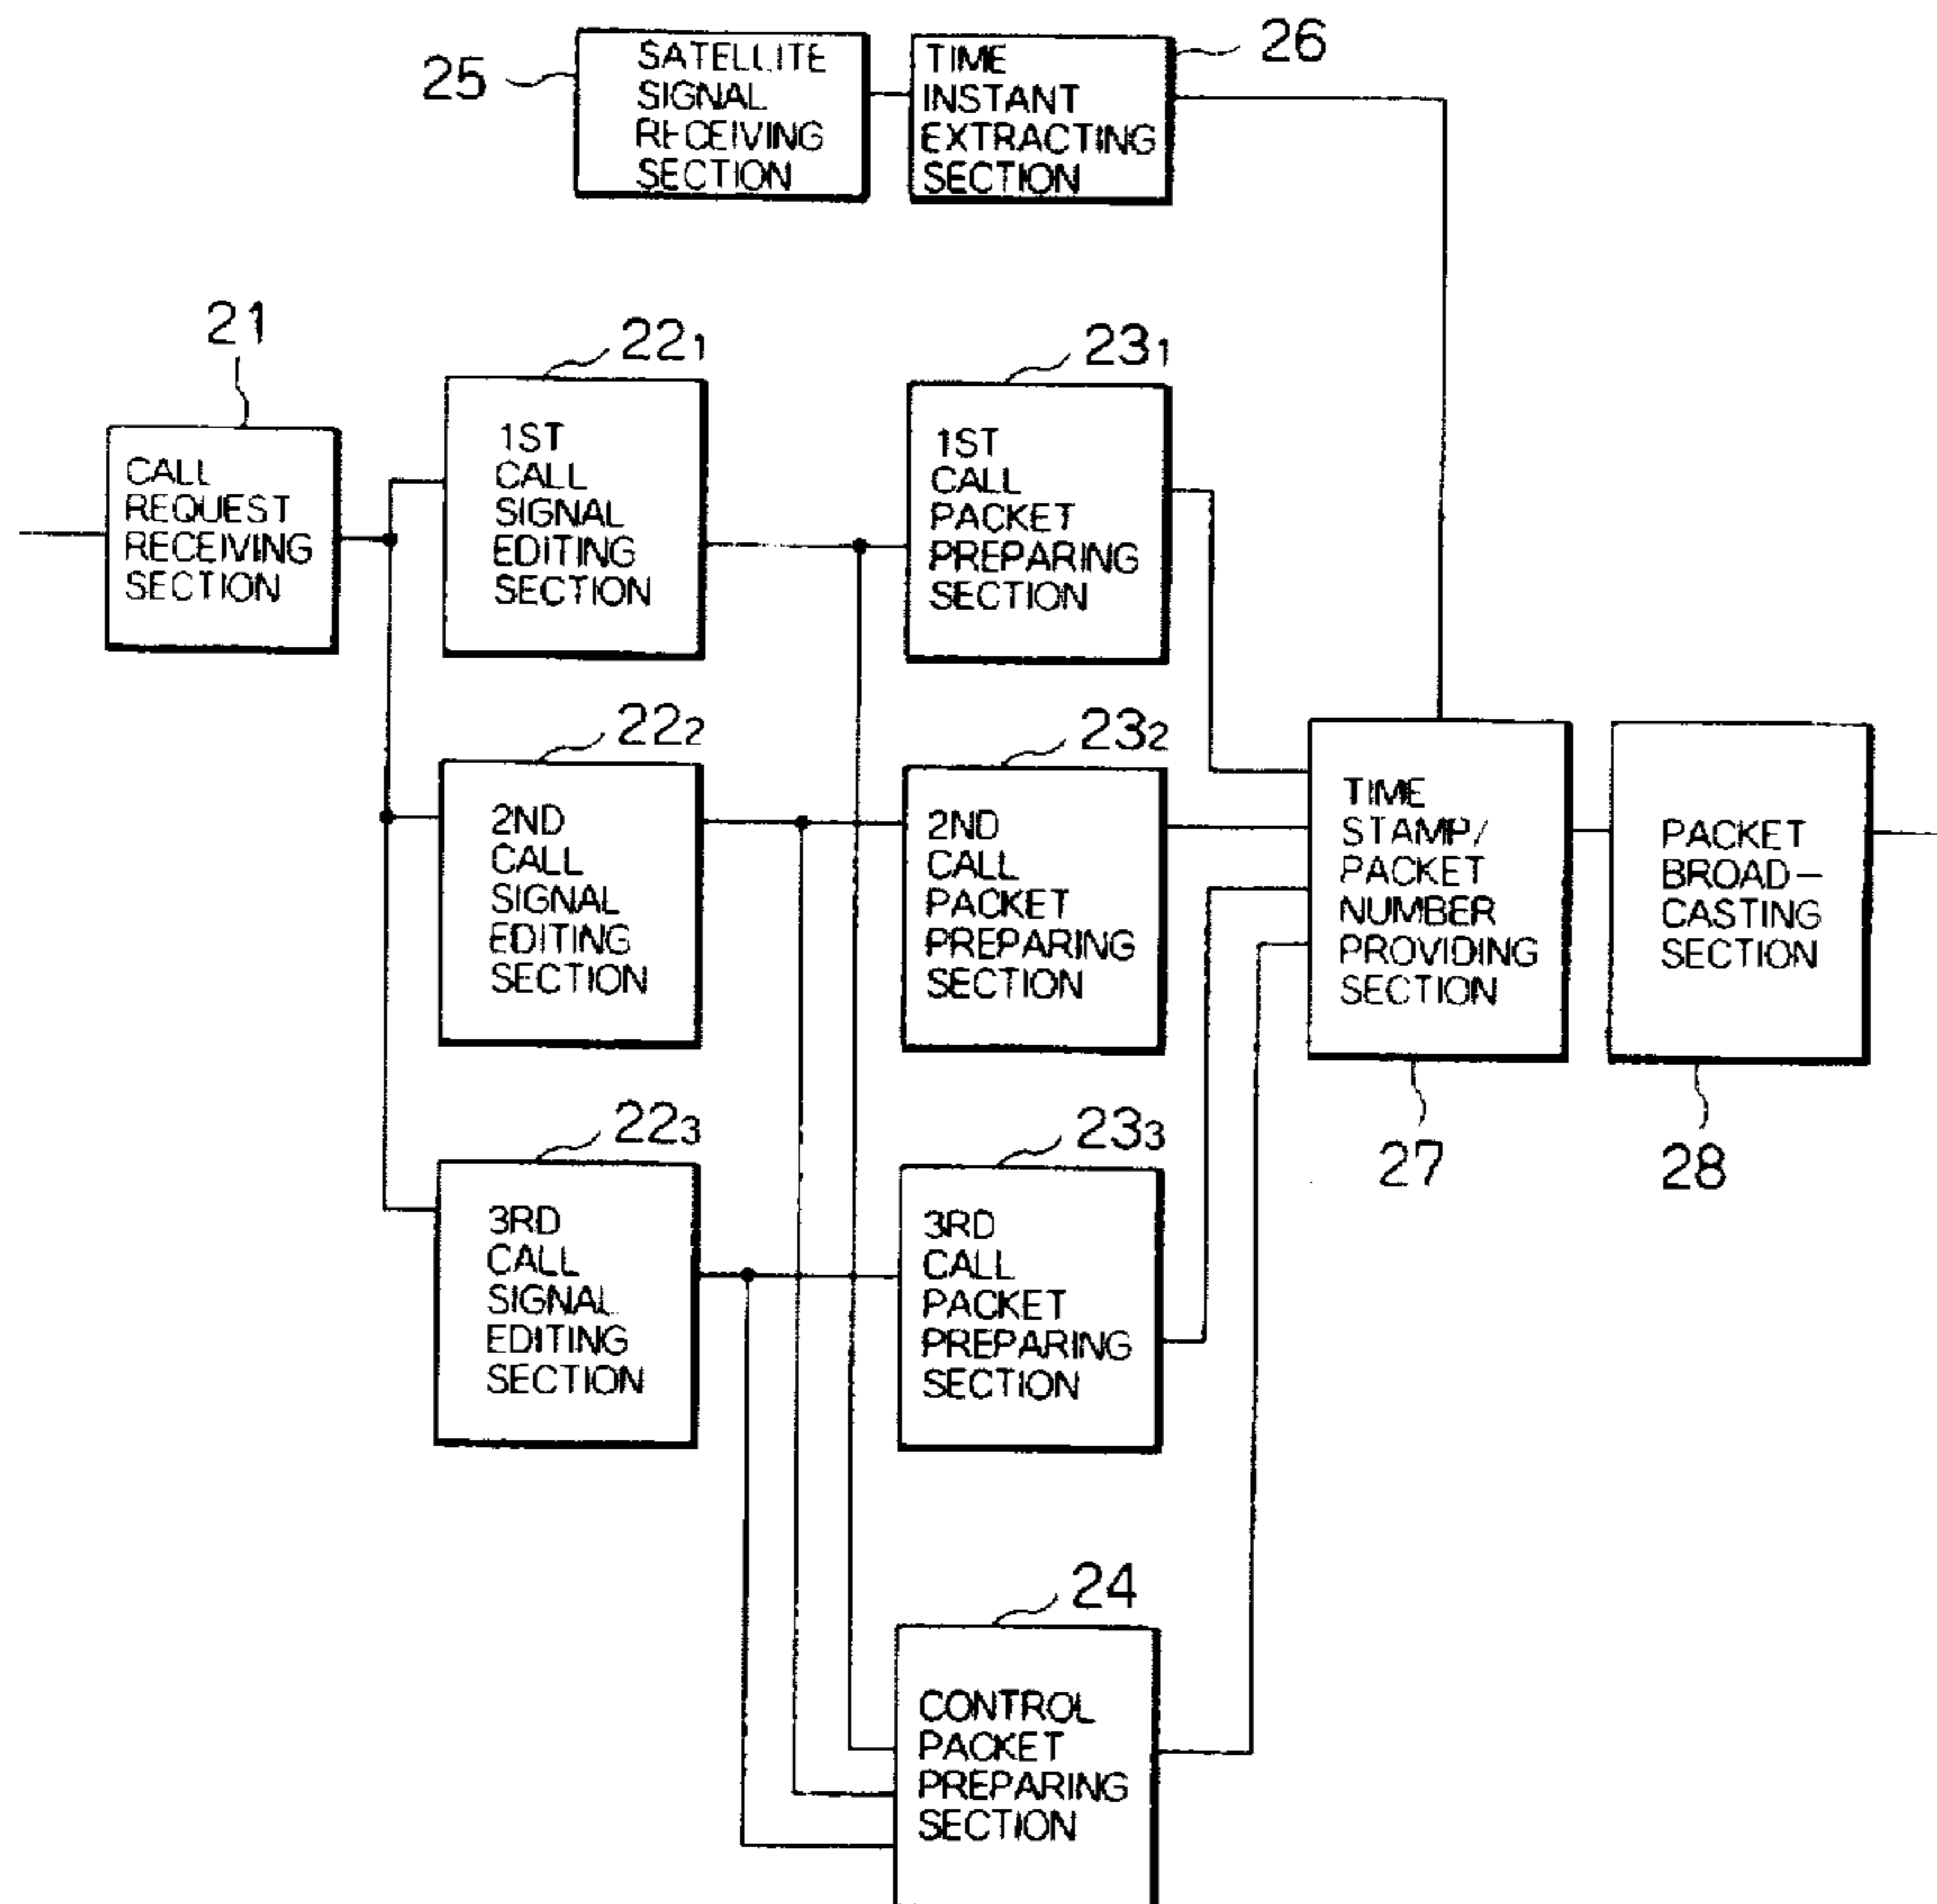 25
SATELLITE
SIGNAL
RECEIVING
SECTION
TIME
INSTANT
EXTRACTING
SECTION
26
21
CALL
REQUEST
RECEIVING
SECTION
22₁
1ST
CALL
SIGNAL
EDITING
SECTION
23₁
1ST
CALL
PACKET
PREPARING
SECTION
22₂
2ND
CALL
SIGNAL
EDITING
SECTION
23₂
2ND
CALL
PACKET
PREPARING
SECTION
TIME
STAMP/
PACKET
NUMBER
PROVIDING
SECTION
27
PACKET
BROAD–
CASTING
SECTION
28
22₃
3RD
CALL
SIGNAL
EDITING
SECTION
23₃
3RD
CALL
PACKET
PREPARING
SECTION
24
CONTROL
PACKET
PREPARING
SECTION